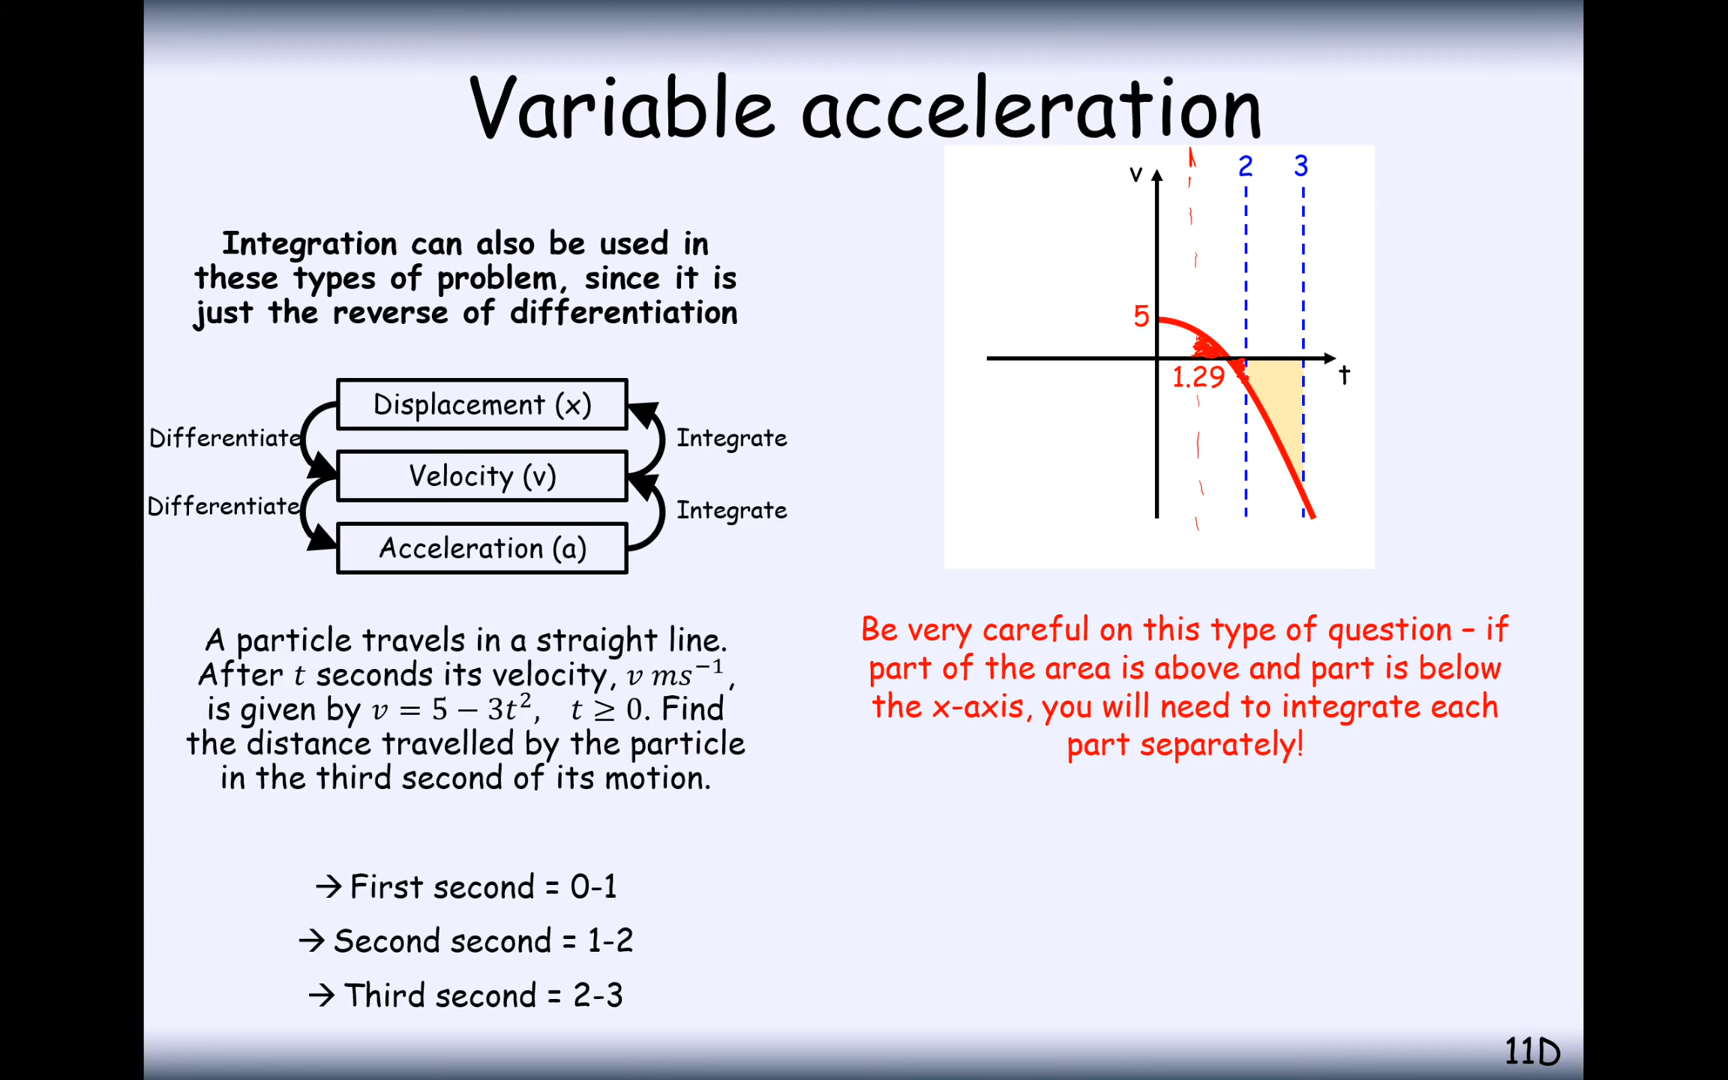 Variable acceleration
Integration can also be used in
these types of problem, since it is
just the reverse of differentiation
Displacement (x)
Differentiate
Integrate
Velocity (v)
Differentiate
Integrate
Acceleration (a)
A particle travels in a straight line.
After t seconds its velocity, v ms⁻¹,
is given by v = 5 − 3t², t ≥ 0. Find
the distance travelled by the particle
in the third second of its motion.
→ First second = 0-1
→ Second second = 1-2
→ Third second = 2-3
v
2
3
5
1.29
t
Be very careful on this type of question – if
part of the area is above and part is below
the x-axis, you will need to integrate each
part separately!
11D